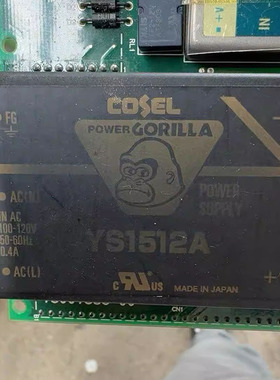 RL1
IN
COSEL
FG
POWER GORILLA
AC(N)
IN AC
100-120V
50-60Hz
0.4A
POWER
SUPPLY
YS1512A
AC(L)
C US
MADE IN JAPAN
CN1